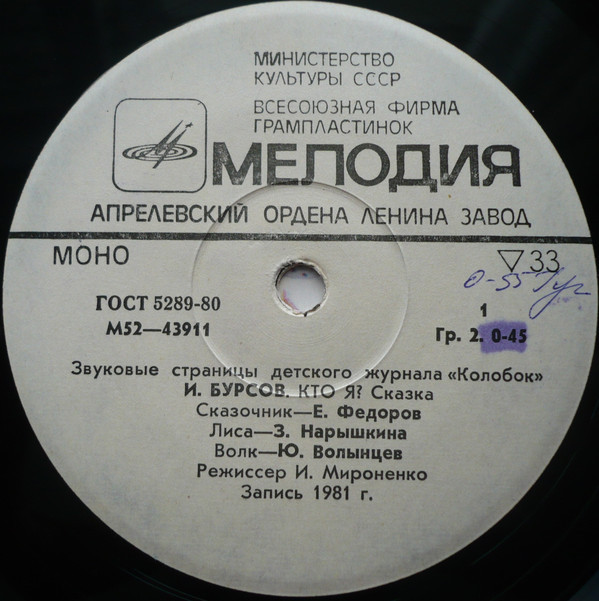 МИНИСТЕРСТВО
КУЛЬТУРЫ СССР
ВСЕСОЮЗНАЯ ФИРМА
ГРАМПЛАСТИНОК
МЕЛОДИЯ
АПРЕЛЕВСКИЙ ОРДЕНА ЛЕНИНА ЗАВОД
МОНО
33
ГОСТ 5289-80
М52—43911
0-55
1
Гр. 2. 0-45
Звуковые страницы детского журнала «Колобок»
И. БУРСОВ. КТО Я? Сказка
Сказочник—Е. Федоров
Лиса—З. Нарышкина
Волк—Ю. Волынцев
Режиссер И. Мироненко
Запись 1981 г.